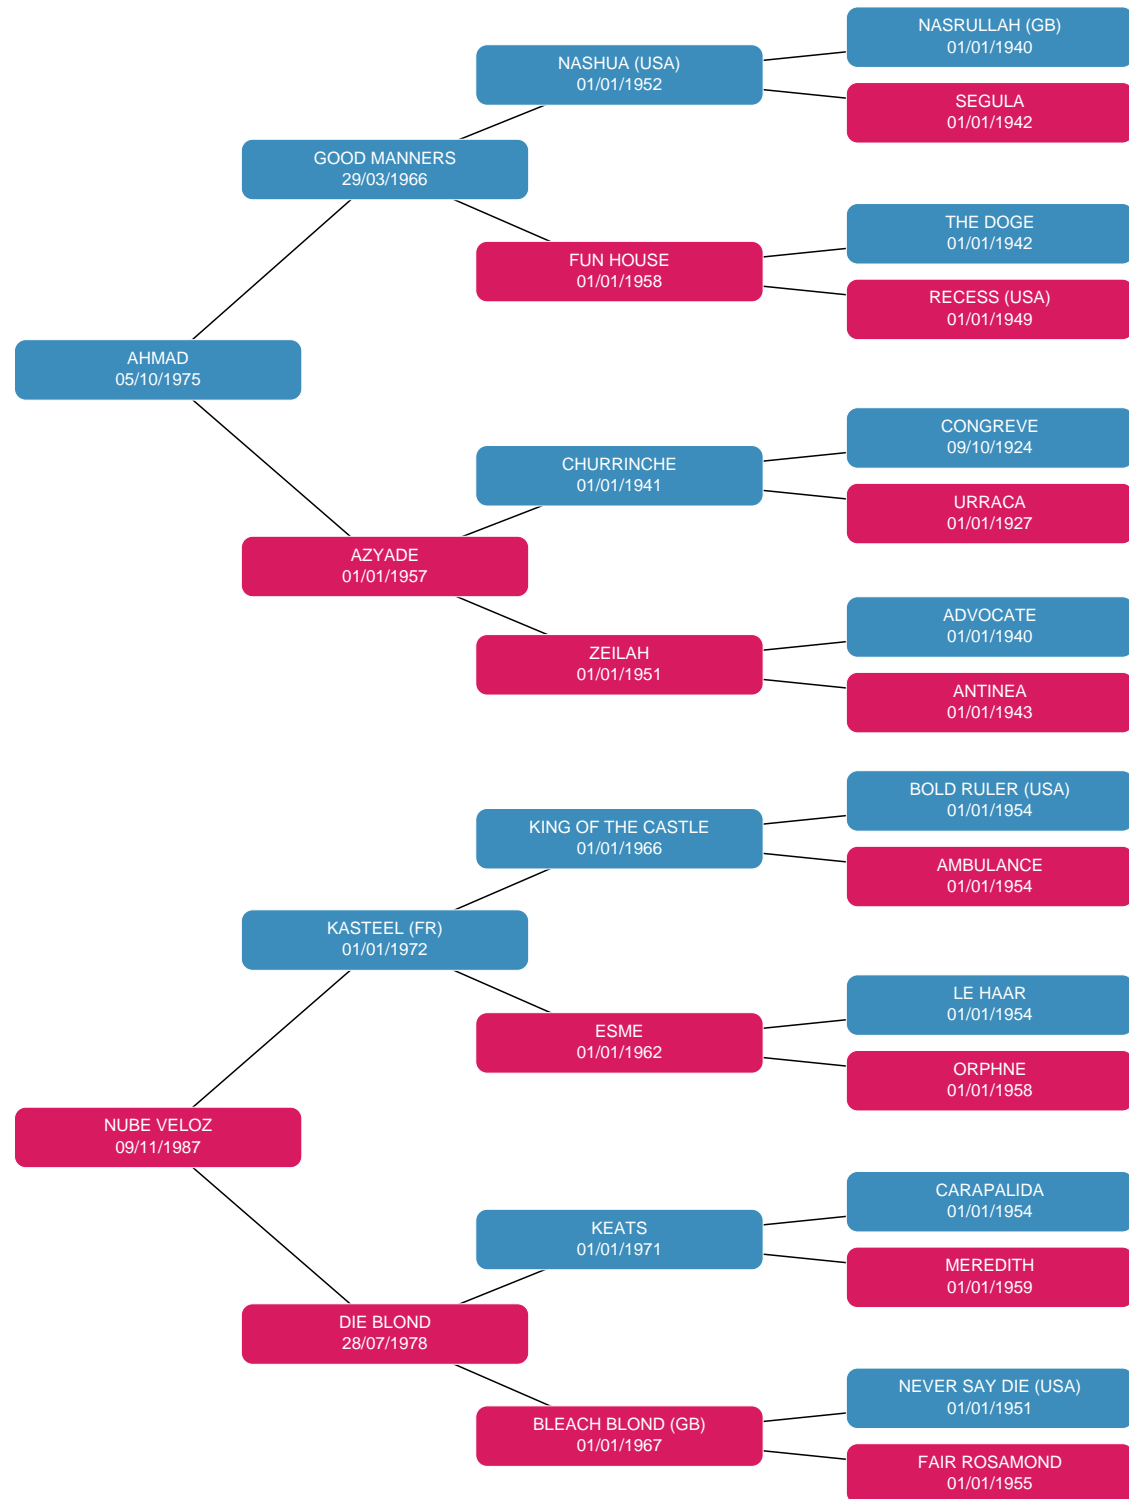 NASRULLAH (GB)
01/01/1940
NASHUA (USA)
01/01/1952
SEGULA
01/01/1942
GOOD MANNERS
29/03/1966
THE DOGE
01/01/1942
FUN HOUSE
01/01/1958
RECESS (USA)
01/01/1949
AHMAD
05/10/1975
CONGREVE
09/10/1924
CHURRINCHE
01/01/1941
URRACA
01/01/1927
AZYADE
01/01/1957
ADVOCATE
01/01/1940
ZEILAH
01/01/1951
ANTINEA
01/01/1943
BOLD RULER (USA)
01/01/1954
KING OF THE CASTLE
01/01/1966
AMBULANCE
01/01/1954
KASTEEL (FR)
01/01/1972
LE HAAR
01/01/1954
ESME
01/01/1962
ORPHNE
01/01/1958
NUBE VELOZ
09/11/1987
CARAPALIDA
01/01/1954
KEATS
01/01/1971
MEREDITH
01/01/1959
DIE BLOND
28/07/1978
NEVER SAY DIE (USA)
01/01/1951
BLEACH BLOND (GB)
01/01/1967
FAIR ROSAMOND
01/01/1955